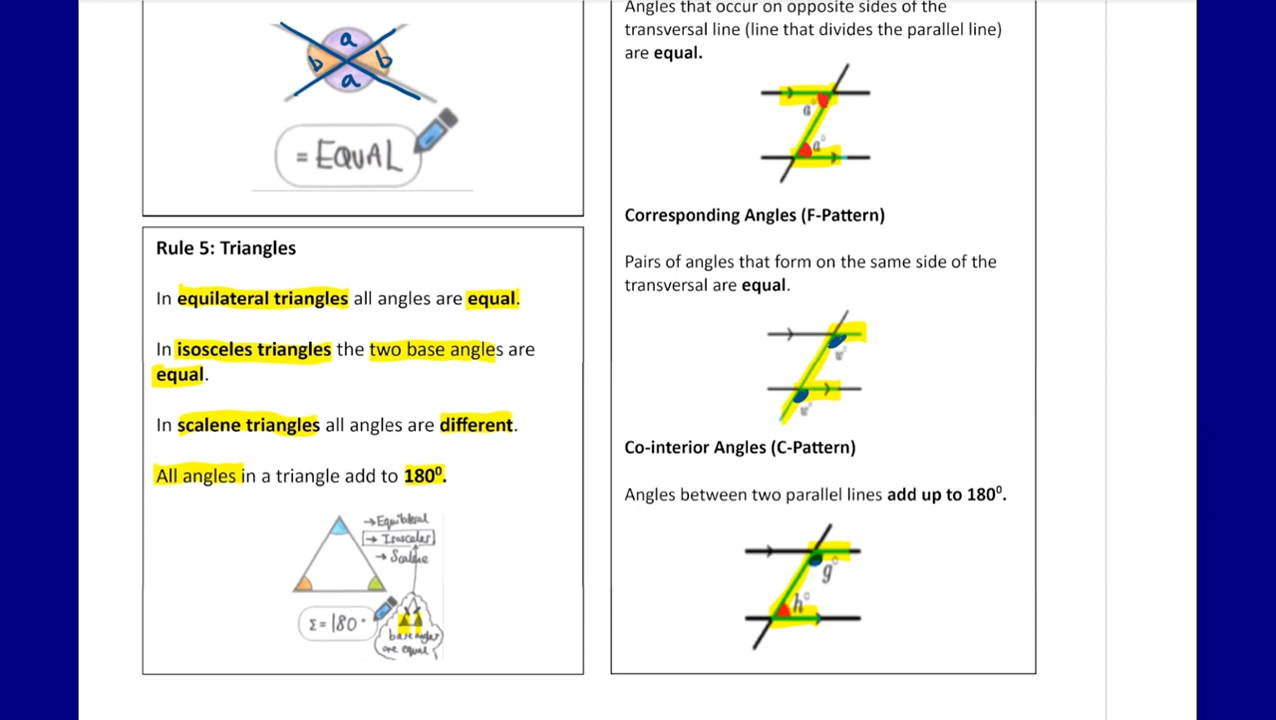 a
b
b
a
= EQUAL
Rule 5: Triangles
In equilateral triangles all angles are equal.
In isosceles triangles the two base angles are
equal.
In scalene triangles all angles are different.
All angles in a triangle add to 180⁰.
→ Equilateral
→ Isosceles
→ Scalene
Σ = 180°
base angles
are equal
Angles that occur on opposite sides of the
transversal line (line that divides the parallel line)
are equal.
a°
a°
Corresponding Angles (F-Pattern)
Pairs of angles that form on the same side of the
transversal are equal.
Co-interior Angles (C-Pattern)
Angles between two parallel lines add up to 180⁰.
g°
h°